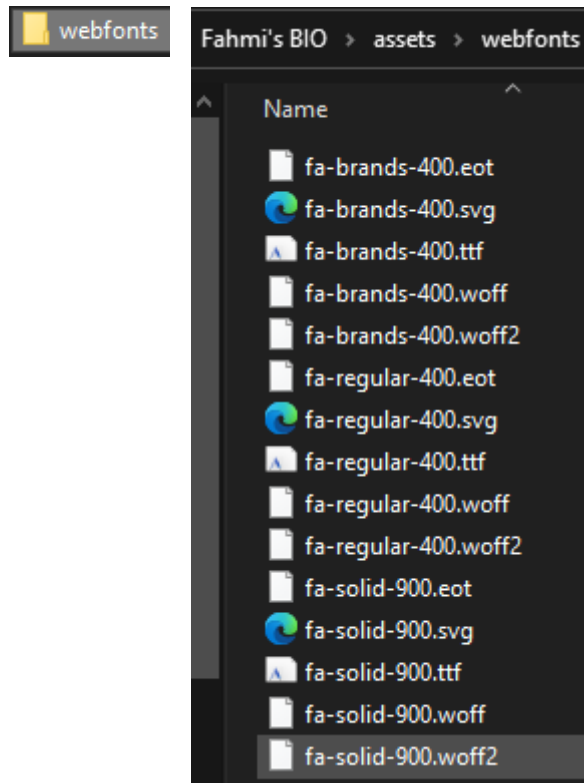 webfonts
Fahmi's BIO > assets > webfonts
Name
fa-brands-400.eot
fa-brands-400.svg
fa-brands-400.ttf
fa-brands-400.woff
fa-brands-400.woff2
fa-regular-400.eot
fa-regular-400.svg
fa-regular-400.ttf
fa-regular-400.woff
fa-regular-400.woff2
fa-solid-900.eot
fa-solid-900.svg
fa-solid-900.ttf
fa-solid-900.woff
fa-solid-900.woff2